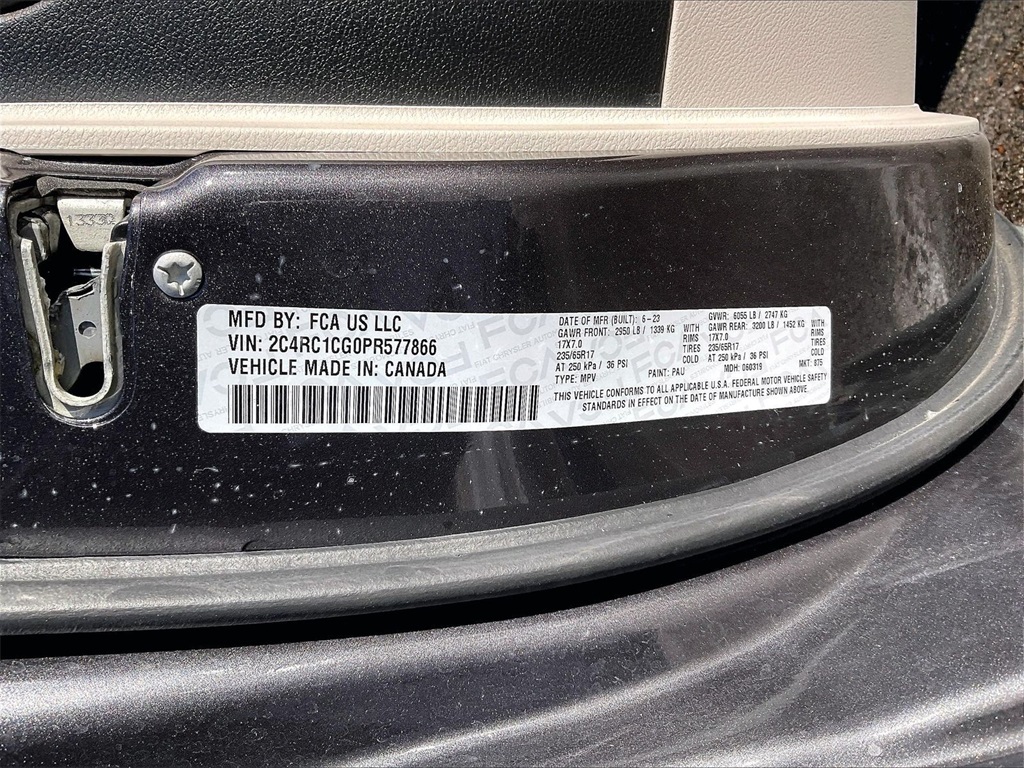 13330
MFD BY: FCA US LLC
VIN: 2C4RC1CG0PR577866
VEHICLE MADE IN: CANADA
DATE OF MFR (BUILT): 6-23 GVWR: 6055 LB / 2747 KG
GAWR FRONT: 2950 LB / 1339 KG WITH GAWR REAR: 3200 LB / 1452 KG WITH
17X7.0 RIMS 17X7.0 RIMS
235/65R17 TIRES 235/65R17 TIRES
AT 250 kPa / 36 PSI COLD AT 250 kPa / 36 PSI COLD
TYPE: MPV PAINT: PAU MDH: 060319 MKT: 875
THIS VEHICLE CONFORMS TO ALL APPLICABLE U.S.A. FEDERAL MOTOR VEHICLE SAFETY
STANDARDS IN EFFECT ON THE DATE OF MANUFACTURE SHOWN ABOVE.